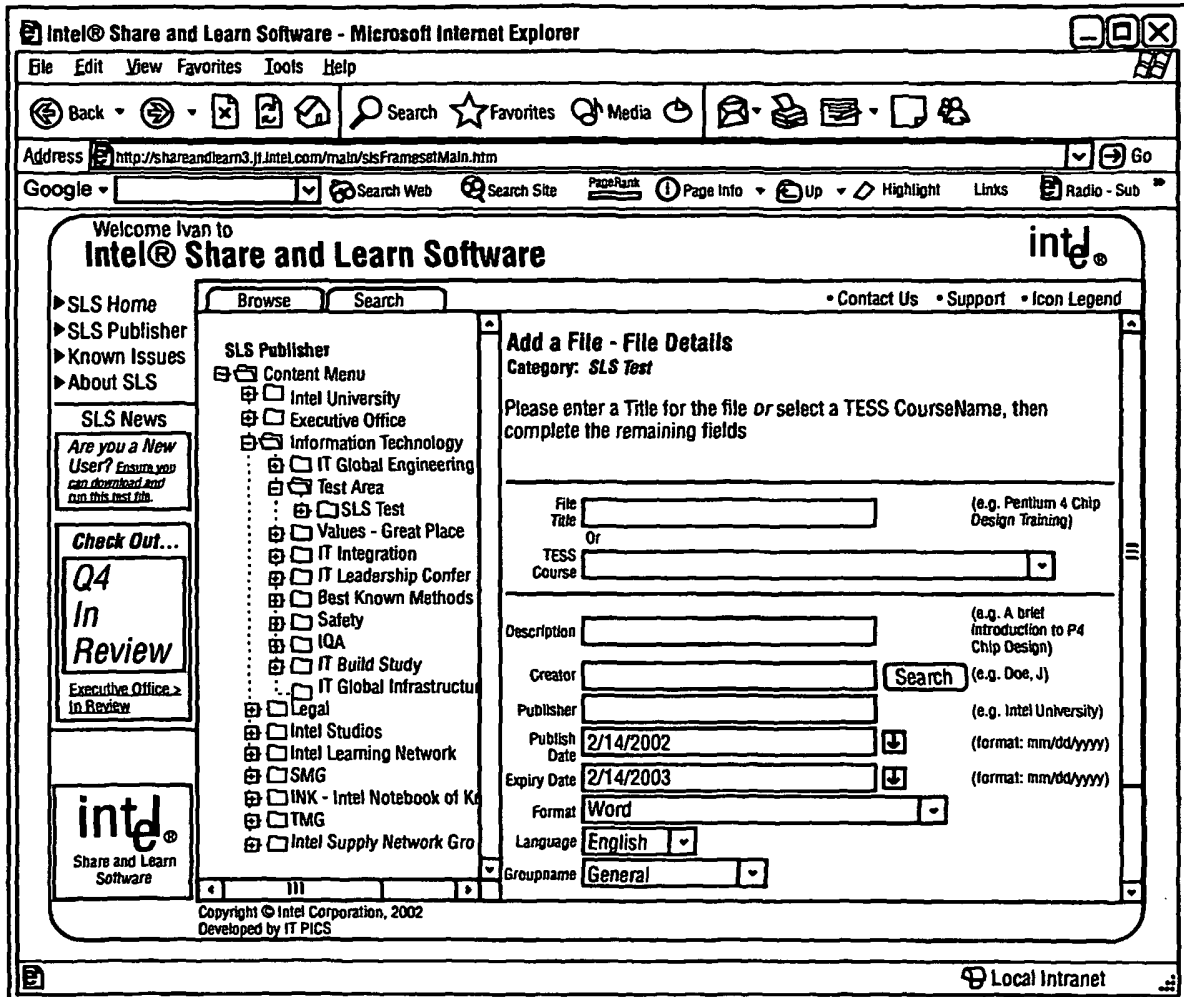 Intel® Share and Learn Software - Microsoft Internet Explorer
File Edit View Favorites Tools Help
Back Search Favorites Media
Address http://shareandlearn3.jf.intel.com/main/slsFramesetMain.htm Go
Google Search Web Search Site PageRank Page Info Up Highlight Links Radio - Sub »
Welcome Ivan to
Intel® Share and Learn Software
intel®
SLS Home
SLS Publisher
Known Issues
About SLS
SLS News
Are you a New
User? Ensure you
can download and
run this test file.
Check Out...
Q4
In
Review
Executive Office >
In Review
intel®
Share and Learn
Software
Browse Search
• Contact Us • Support • Icon Legend
SLS Publisher
Content Menu
Intel University
Executive Office
Information Technology
IT Global Engineering
Test Area
SLS Test
Values - Great Place
IT Integration
IT Leadership Confer
Best Known Methods
Safety
IQA
IT Build Study
IT Global Infrastructu
Legal
Intel Studios
Intel Learning Network
SMG
INK - Intel Notebook of Kn
TMG
Intel Supply Network Gro
Add a File - File Details
Category: SLS Test
Please enter a Title for the file or select a TESS CourseName, then
complete the remaining fields
File
Title
(e.g. Pentium 4 Chip
Design Training)
Or
TESS
Course
Description
(e.g. A brief
introduction to P4
Chip Design)
Creator Search (e.g. Doe, J)
Publisher (e.g. Intel University)
Publish
Date
2/14/2002 (format: mm/dd/yyyy)
Expiry Date 2/14/2003 (format: mm/dd/yyyy)
Format Word
Language English
Groupname General
Copyright © Intel Corporation, 2002
Developed by IT PICS
Local Intranet